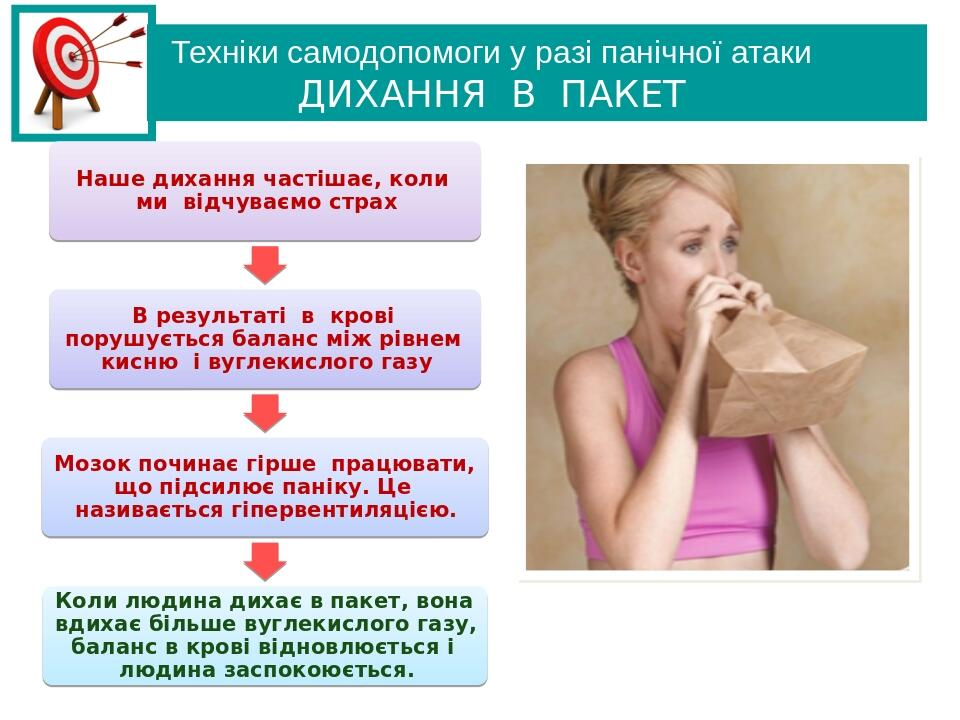 Техніки самодопомоги у разі панічної атаки
ДИХАННЯ В ПАКЕТ
Наше дихання частішає, коли
ми відчуваємо страх
В результаті в крові
порушується баланс між рівнем
кисню і вуглекислого газу
Мозок починає гірше працювати,
що підсилює паніку. Це
називається гіпервентиляцією.
Коли людина дихає в пакет, вона
вдихає більше вуглекислого газу,
баланс в крові відновлюється і
людина заспокоюється.